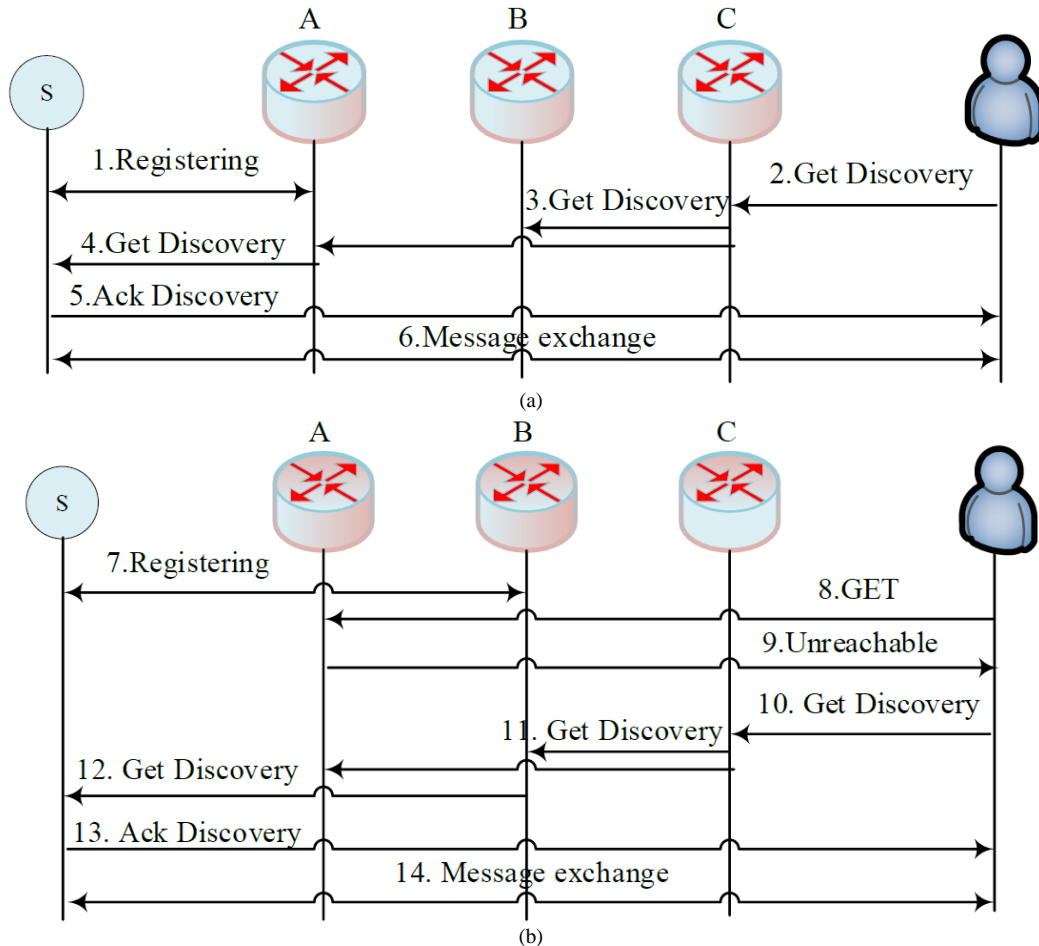 A B C
S
1.Registering
2.Get Discovery
3.Get Discovery
4.Get Discovery
5.Ack Discovery
6.Message exchange
(a)
A B C
S
7.Registering
8.GET
9.Unreachable
10. Get Discovery
11. Get Discovery
12. Get Discovery
13. Ack Discovery
14. Message exchange
(b)